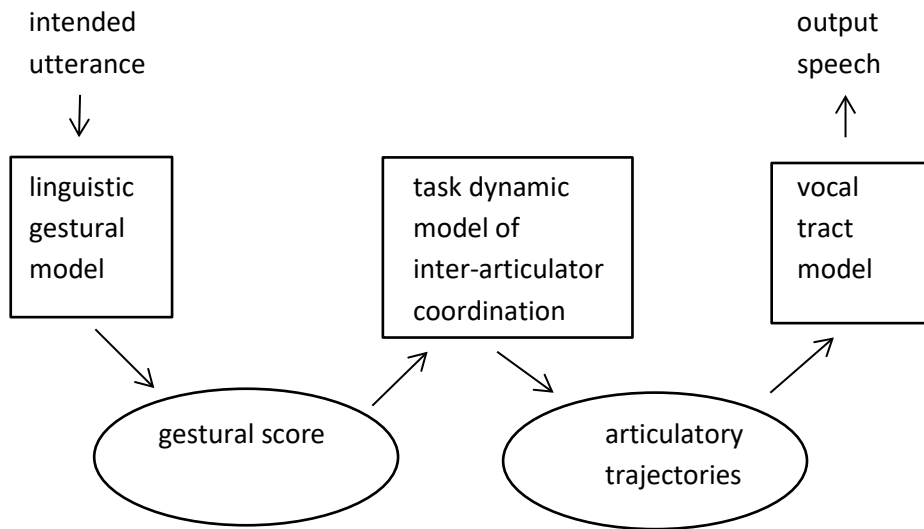 intended
utterance
output
speech
linguistic
gestural
model
task dynamic
model of
inter-articulator
coordination
vocal
tract
model
gestural score
articulatory
trajectories